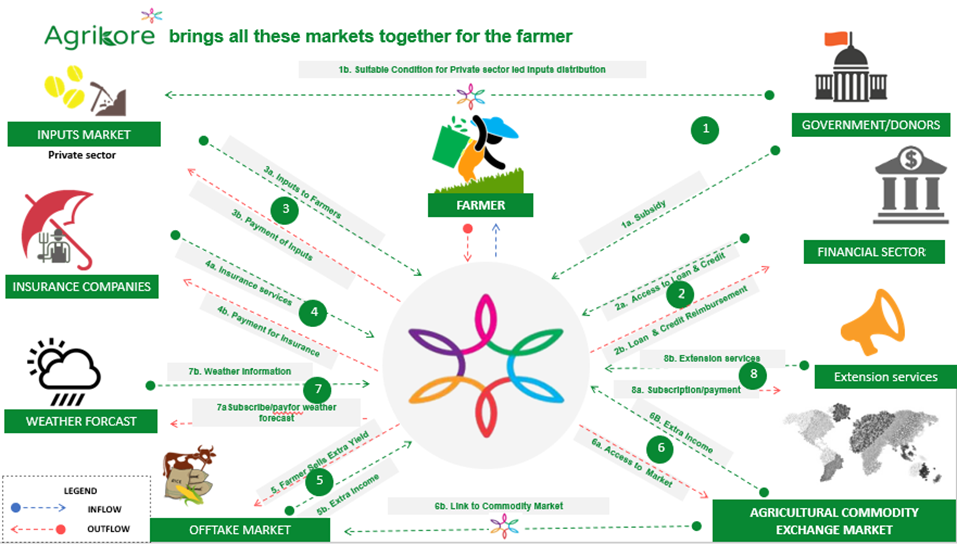 Agrikore brings all these markets together for the farmer
1b. Suitable Condition for Private sector led inputs distribution
INPUTS MARKET
Private sector
GOVERNMENT/DONORS
1
FARMER
3a. Inputs to Farmers
3
3b. Payment of Inputs
1a. Subsidy
INSURANCE COMPANIES
FINANCIAL SECTOR
4a. Insurance services
4
4b. Payment for Insurance
2a. Access to Loan & Credit
2
2b. Loan & Credit Reimbursement
7b. Weather Information
7
7a Subscribe/payfor weather
forecast
WEATHER FORCAST
8b. Extension services
8
8a. Subscription/payment
Extension services
5. Farmer Sells Extra Yield
5
5b. Extra Income
6B. Extra Income
6
6a. Access to Market
LEGEND
INFLOW
OUTFLOW
OFFTAKE MARKET
6b. Link to Commodity Market
AGRICULTURAL COMMODITY
EXCHANGE MARKET